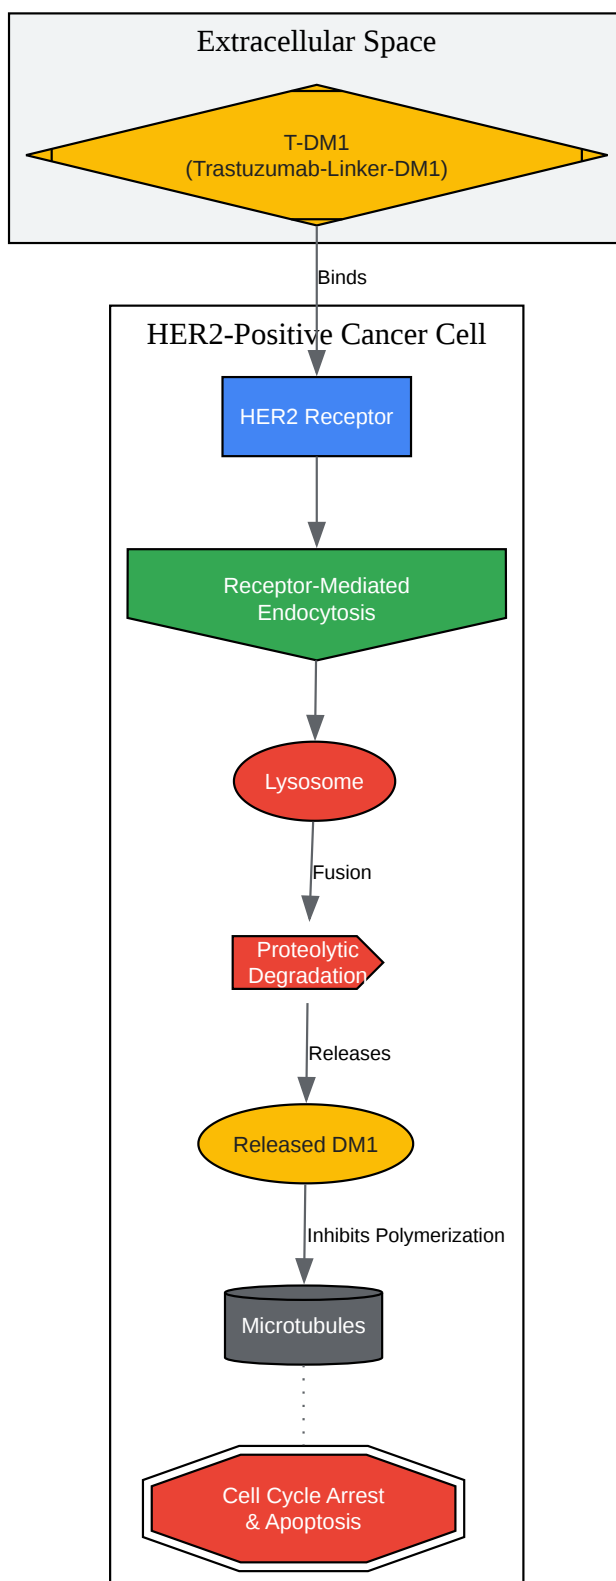 Extracellular Space
T-DM1
(Trastuzumab-Linker-DM1)
Binds
HER2-Positive Cancer Cell
HER2 Receptor
Receptor-Mediated
Endocytosis
Lysosome
Fusion
Proteolytic
Degradation
Releases
Released DM1
Inhibits Polymerization
Microtubules
Cell Cycle Arrest
& Apoptosis